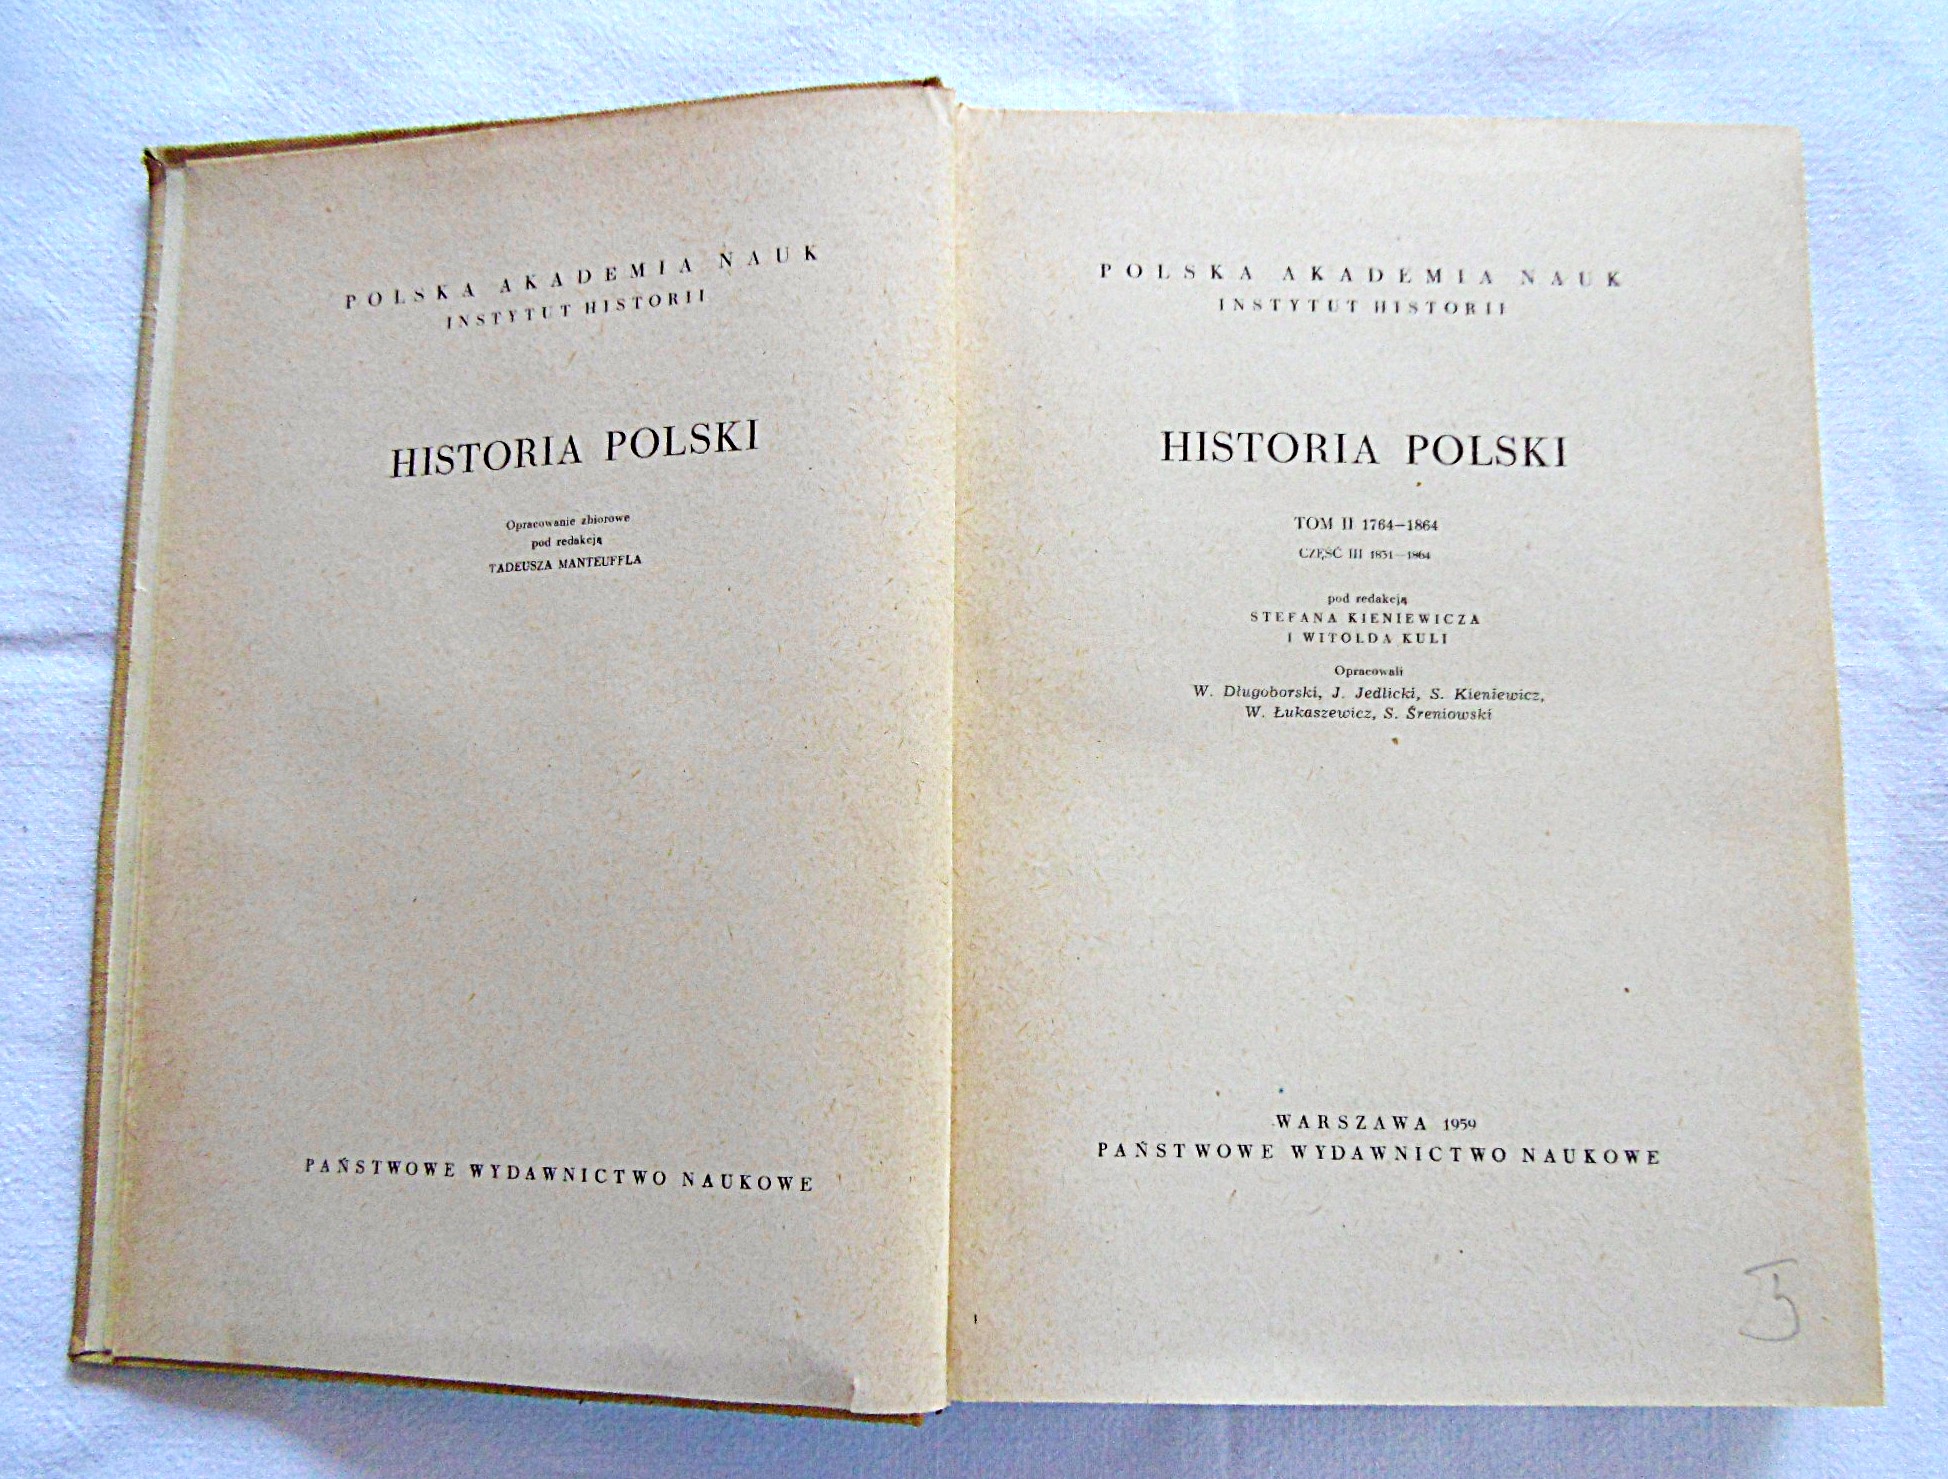 POLSKA AKADEMIA NAUK
INSTYTUT HISTORII
HISTORIA POLSKI
Opracowanie zbiorowe
pod redakcją
TADEUSZA MANTEUFFLA
PAŃSTWOWE WYDAWNICTWO NAUKOWE
POLSKA AKADEMIA NAUK
INSTYTUT HISTORII
HISTORIA POLSKI
TOM II 1764–1864
CZĘŚĆ III 1831–1864
pod redakcją
STEFANA KIENIEWICZA
I WITOLDA KULI
Opracowali
W. Długoborski, J. Jedlicki, S. Kieniewicz,
W. Łukaszewicz, S. Śreniowski
WARSZAWA 1959
PAŃSTWOWE WYDAWNICTWO NAUKOWE